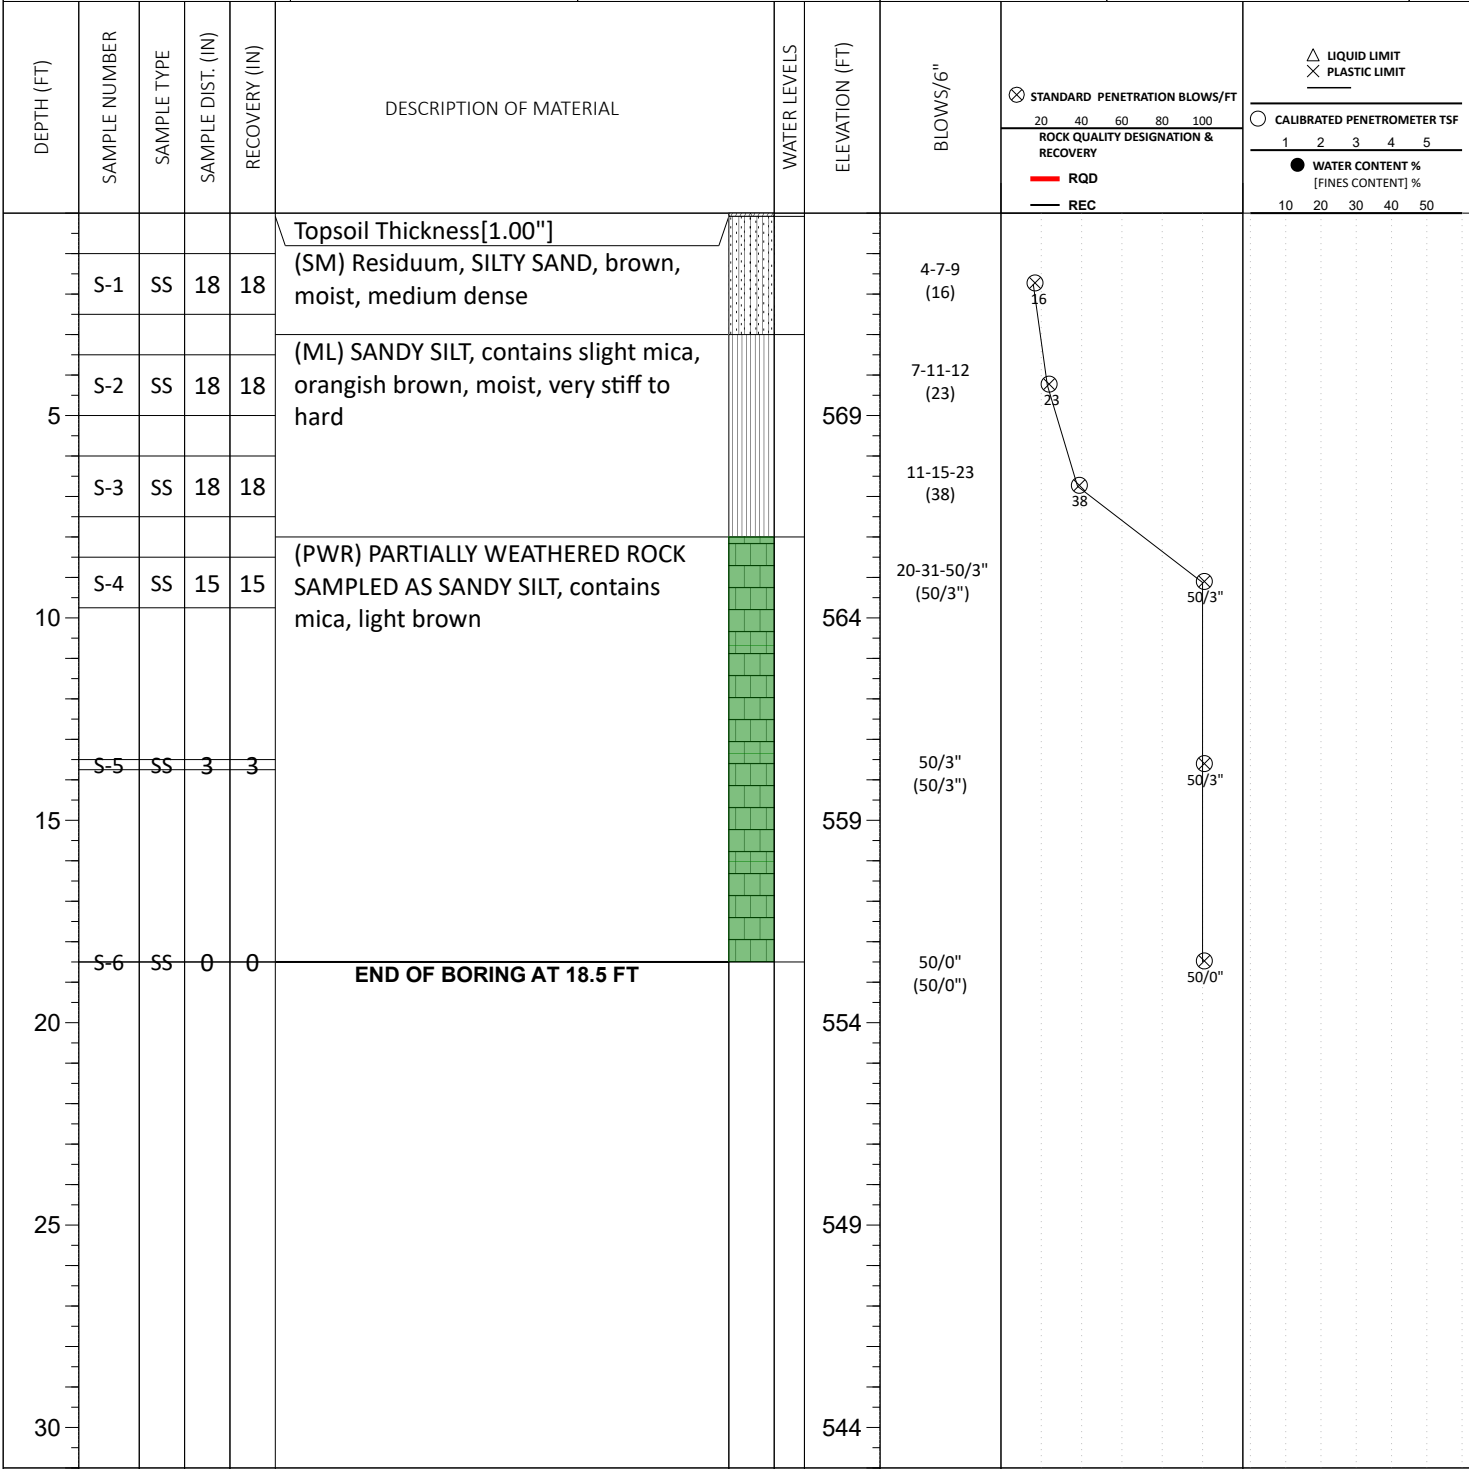 DEPTH (FT)
SAMPLE NUMBER
SAMPLE TYPE
SAMPLE DIST. (IN)
RECOVERY (IN)
DESCRIPTION OF MATERIAL
WATER LEVELS
ELEVATION (FT)
BLOWS/6"
STANDARD PENETRATION BLOWS/FT
20 40 60 80 100
ROCK QUALITY DESIGNATION &
RECOVERY
RQD
REC
LIQUID LIMIT
PLASTIC LIMIT
CALIBRATED PENETROMETER TSF
1 2 3 4 5
WATER CONTENT %
[FINES CONTENT] %
10 20 30 40 50
Topsoil Thickness[1.00"]
S-1 SS 18 18
(SM) Residuum, SILTY SAND, brown,
moist, medium dense
4-7-9
(16)
16
S-2 SS 18 18
(ML) SANDY SILT, contains slight mica,
orangish brown, moist, very stiff to
hard
7-11-12
(23)
23
5
569
S-3 SS 18 18
11-15-23
(38)
38
S-4 SS 15 15
(PWR) PARTIALLY WEATHERED ROCK
SAMPLED AS SANDY SILT, contains
mica, light brown
20-31-50/3"
(50/3")
50/3"
10
564
S-5 SS 3 3
50/3"
(50/3")
50/3"
15
559
S-6 SS 0 0
END OF BORING AT 18.5 FT
50/0"
(50/0")
50/0"
20
554
25
549
30
544